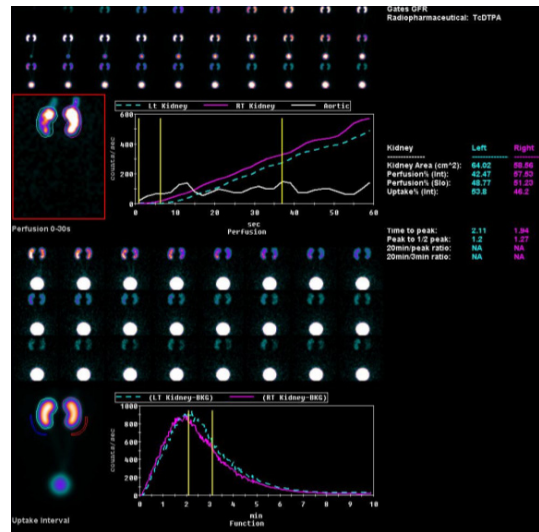 Gates GFR
Radiopharmaceutical: TcDTPA
Lt Kidney RT Kidney Aortic
600
400
200
0
counts/sec
0 10 20 30 40 50 60
sec
Perfusion
Perfusion 0-30s
Kidney Left Right
Kidney Area (cm^2): 64.02
Perfusion% (Int): 42.47 57.53
Perfusion% (Slo): 48.77 51.23
Uptake% (Int): 53.8 46.2
Time to peak: 2.11 1.94
Peak to 1/2 peak: 1.2 1.27
20min/peak ratio: NA NA
20min/3min ratio: NA NA
(LT Kidney-BKG) (RT Kidney-BKG)
1000
800
600
400
200
0
counts/sec
0 1 2 3 4 5 6 7 8 9 10
min
Function
Uptake Interval